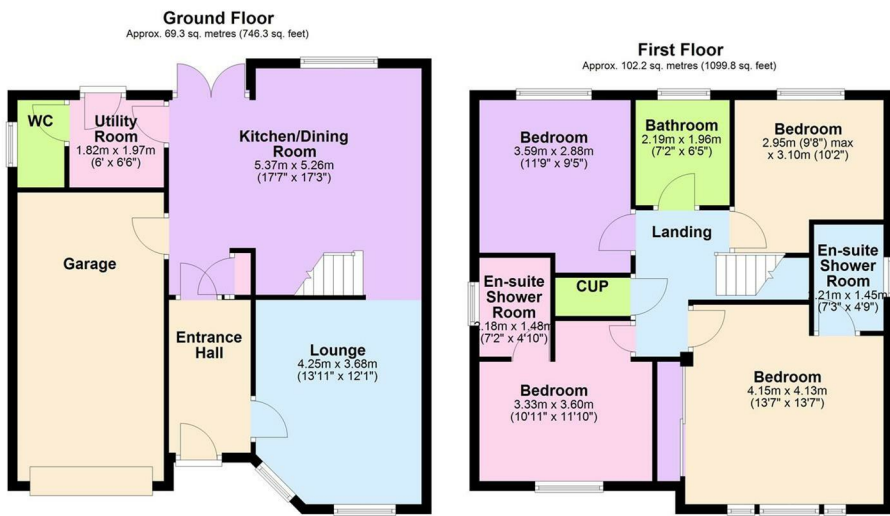 Ground Floor
Approx. 69.3 sq. metres (746.3 sq. feet)
WC
Utility
Room
1.82m x 1.97m
(6' x 6'6")
Kitchen/Dining
Room
5.37m x 5.26m
(17'7" x 17'3")
Garage
Entrance
Hall
Lounge
4.25m x 3.68m
(13'11" x 12'1")
First Floor
Approx. 102.2 sq. metres (1099.8 sq. feet)
Bedroom
3.59m x 2.88m
(11'9" x 9'5")
Bathroom
2.19m x 1.96m
(7'2" x 6'5")
Bedroom
2.95m (9'8") max
x 3.10m (10'2")
Landing
En-suite
Shower
Room
.21m x 1.45m
(7'3" x 4'9")
En-suite
Shower
Room
.18m x 1.48m
(7'2" x 4'10")
CUP
Bedroom
3.33m x 3.60m
(10'11" x 11'10")
Bedroom
4.15m x 4.13m
(13'7" x 13'7")